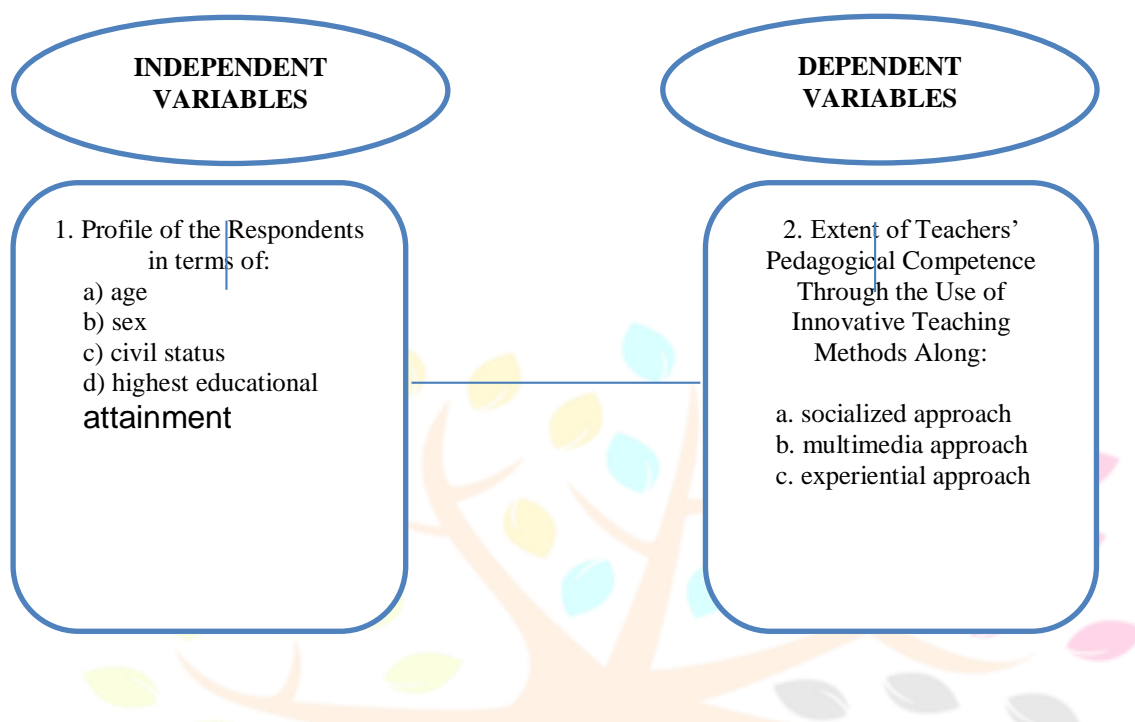 INDEPENDENT
VARIABLES
1. Profile of the Respondents
in terms of:
a) age
b) sex
c) civil status
d) highest educational
attainment
DEPENDENT
VARIABLES
2. Extent of Teachers’
Pedagogical Competence
Through the Use of
Innovative Teaching
Methods Along:
a. socialized approach
b. multimedia approach
c. experiential approach